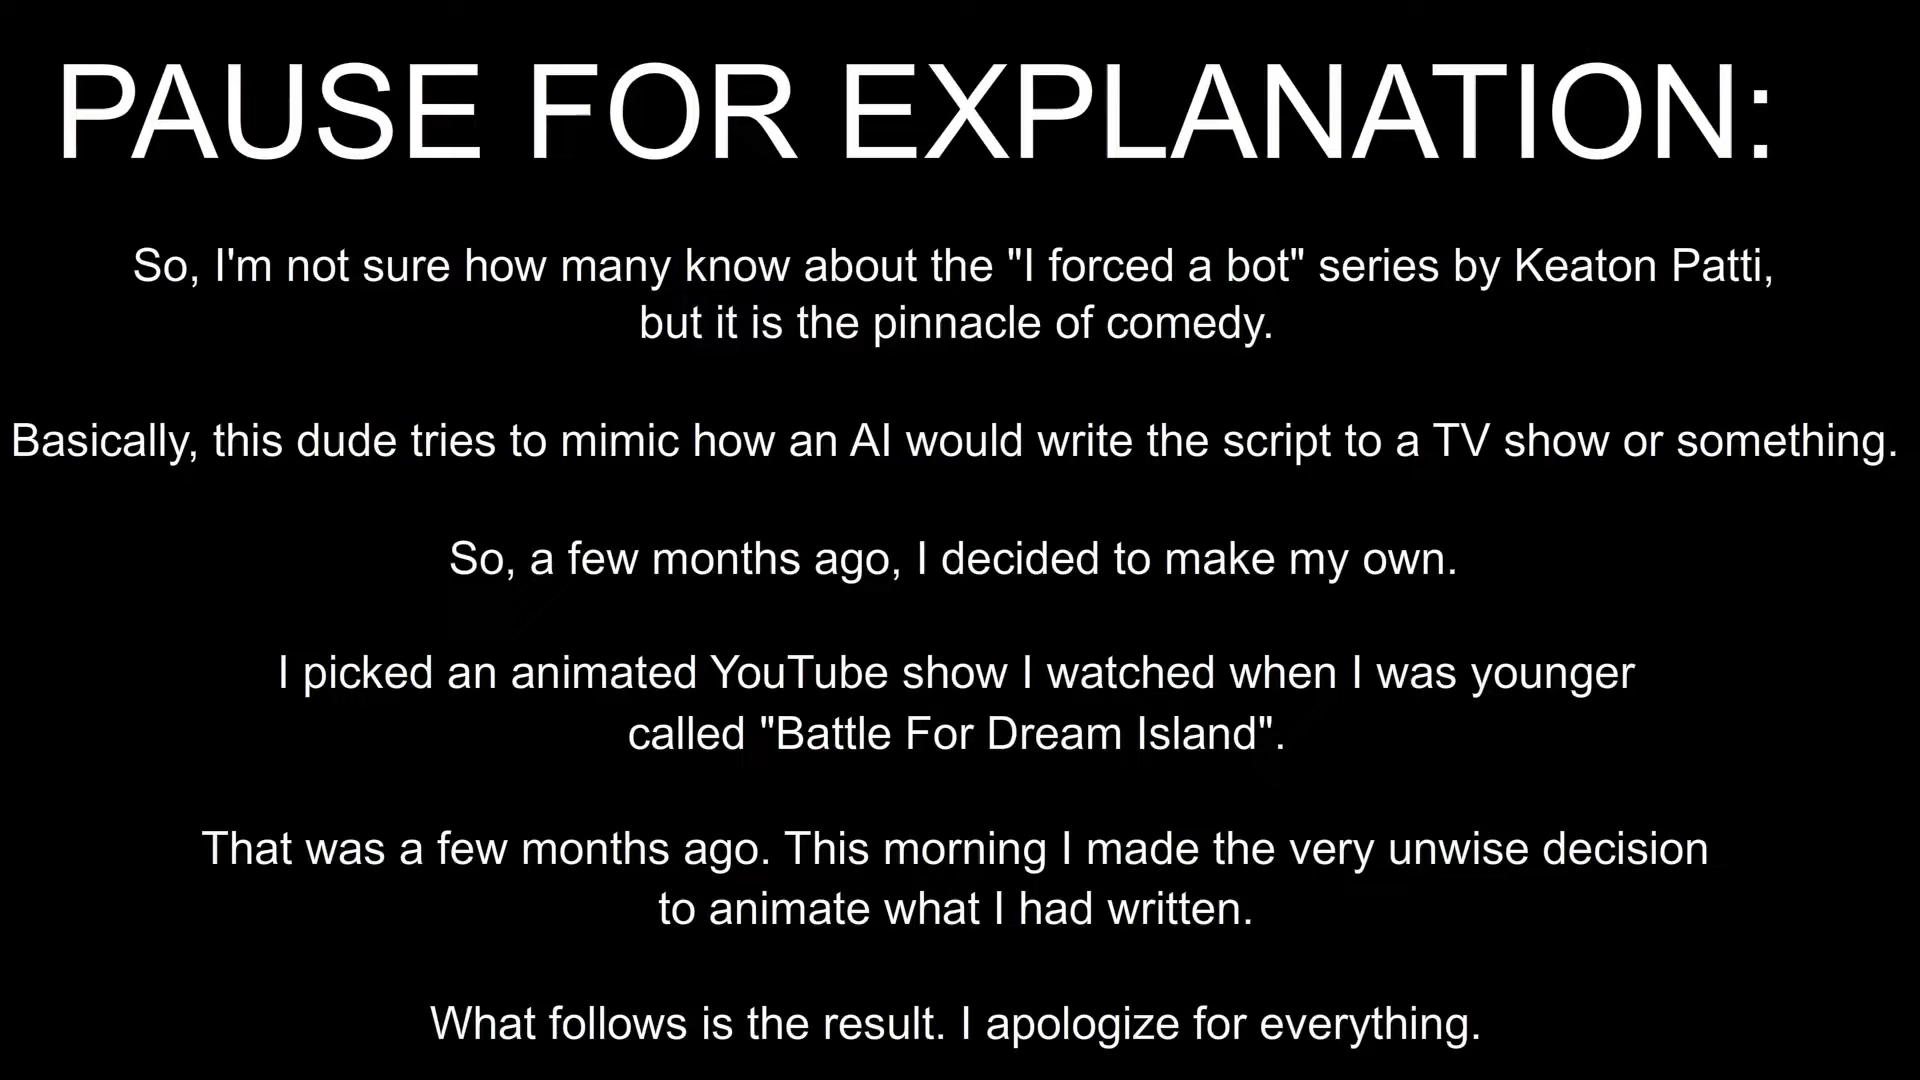 PAUSE FOR EXPLANATION:
So, I'm not sure how many know about the "I forced a bot" series by Keaton Patti,
but it is the pinnacle of comedy.
Basically, this dude tries to mimic how an AI would write the script to a TV show or something.
So, a few months ago, I decided to make my own.
I picked an animated YouTube show I watched when I was younger
called "Battle For Dream Island".
That was a few months ago. This morning I made the very unwise decision
to animate what I had written.
What follows is the result. I apologize for everything.